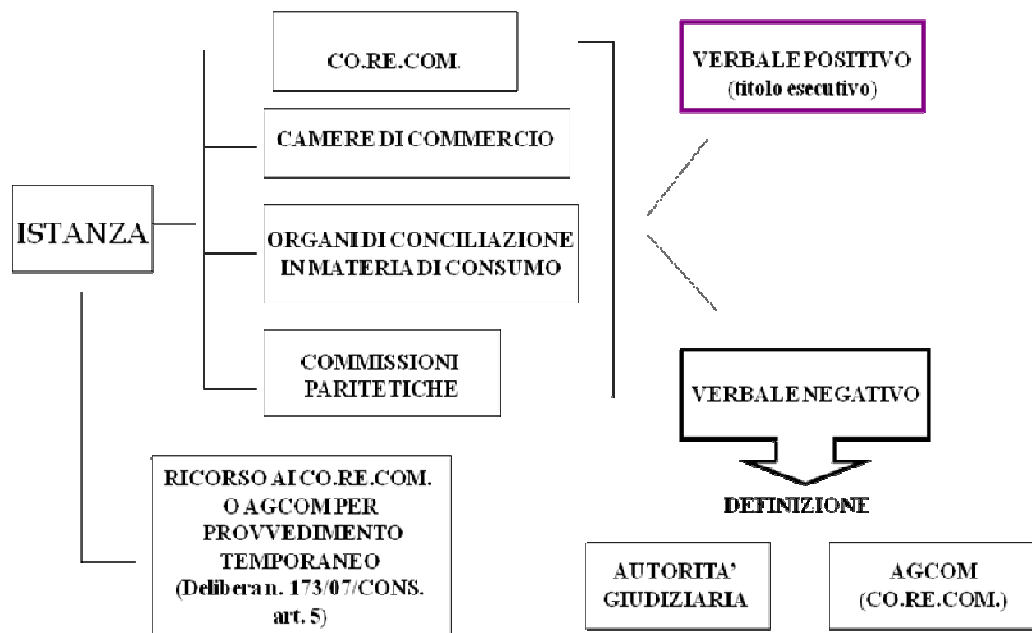 CO.RE.COM.
CAMERE DI COMMERCIO
ISTANZA
ORGANI DI CONCILIAZIONE
IN MATERIA DI CONSUMO
COMMISSIONI
PARITETICHE
RICORSO AI CO.RE.COM.
O AGCOM PER
PROVVEDIMENTO
TEMPORANEO
(Delibera n. 173/07/CONS.
art. 5)
VERBALE POSITIVO
(titolo esecutivo)
VERBALE NEGATIVO
DEFINIZIONE
AUTORITA’
GIUDIZIARIA
AGCOM
(CO.RE.COM.)